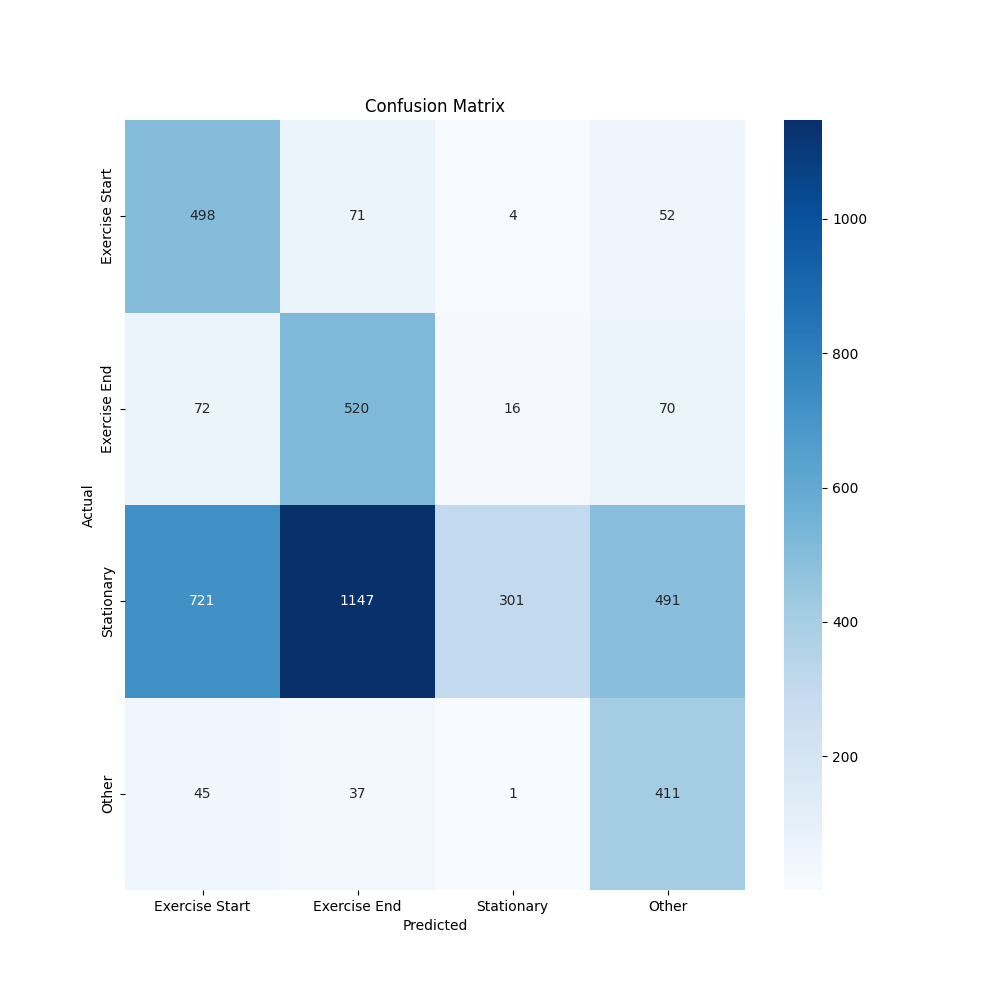 Confusion Matrix
Exercise Start
498 71 4 52
Exercise End
72 520 16 70
Stationary
721 1147 301 491
Other
45 37 1 411
Actual
Exercise Start Exercise End Stationary Other
Predicted
1000
800
600
400
200